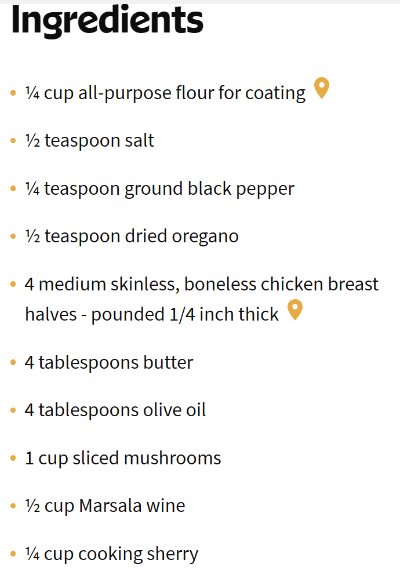 Ingredients
¼ cup all-purpose flour for coating
½ teaspoon salt
¼ teaspoon ground black pepper
½ teaspoon dried oregano
4 medium skinless, boneless chicken breast
halves - pounded 1/4 inch thick
4 tablespoons butter
4 tablespoons olive oil
1 cup sliced mushrooms
½ cup Marsala wine
¼ cup cooking sherry